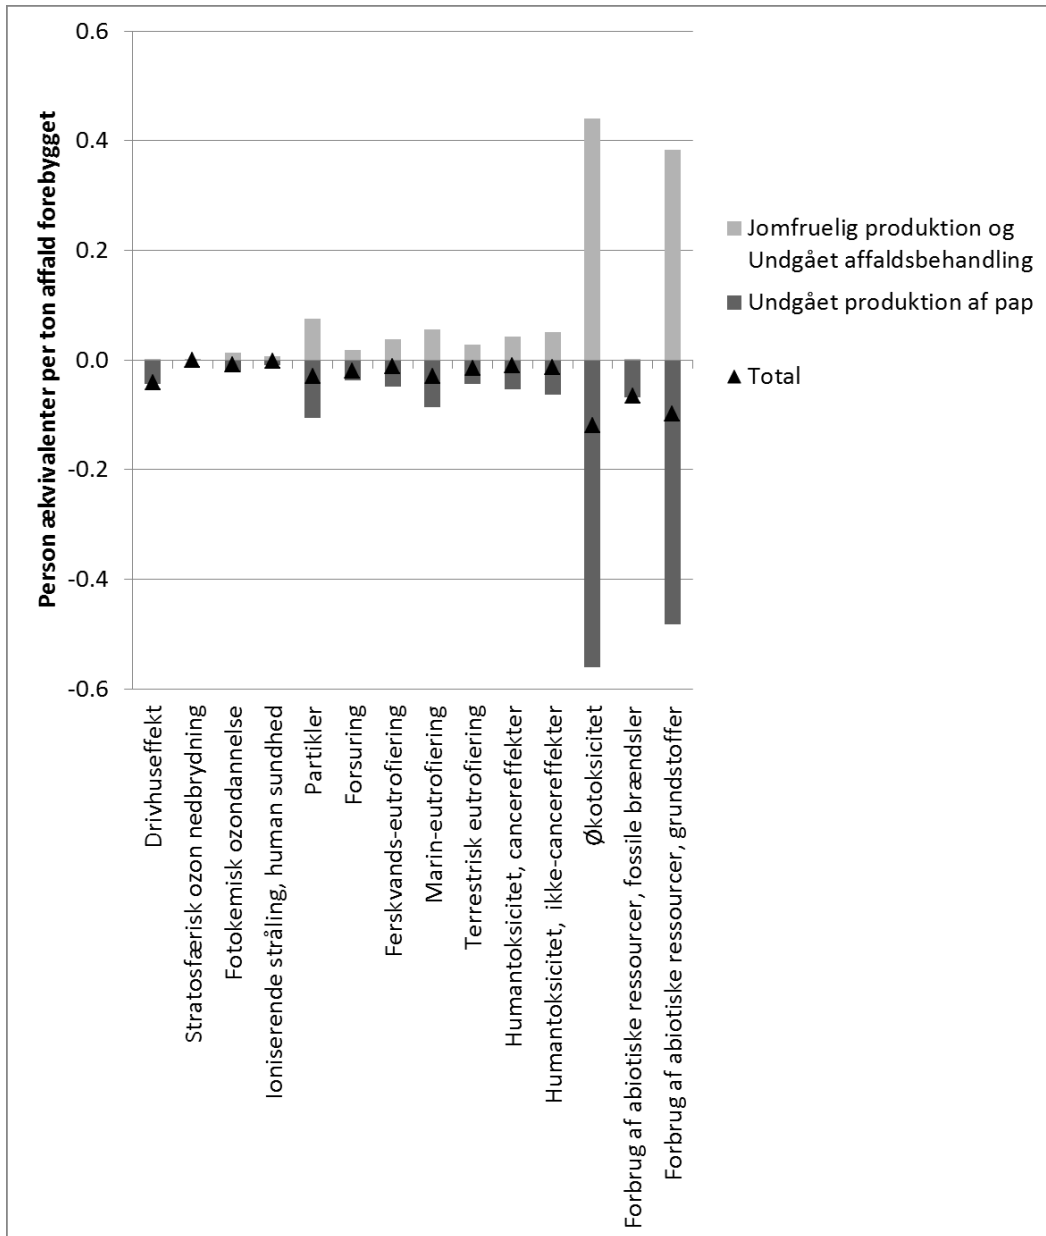 0.6
0.4
0.2
0.0
-0.2
-0.4
-0.6
Person ækvivalenter per ton affald forebygget
Jomfruelig produktion og
Undgået affaldsbehandling
Undgået produktion af pap
Total
Drivhuseffekt
Stratosfærisk ozon nedbrydning
Fotokemisk ozondannelse
Ioniserende stråling, human sundhed
Partikler
Forsuring
Ferskvands-eutrofiering
Marin-eutrofiering
Terrestrisk eutrofiering
Humantoksicitet, cancereffekter
Humantoksicitet, ikke-cancereffekter
Økotoksicitet
Forbrug af abiotiske ressourcer, fossile brændsler
Forbrug af abiotiske ressourcer, grundstoffer